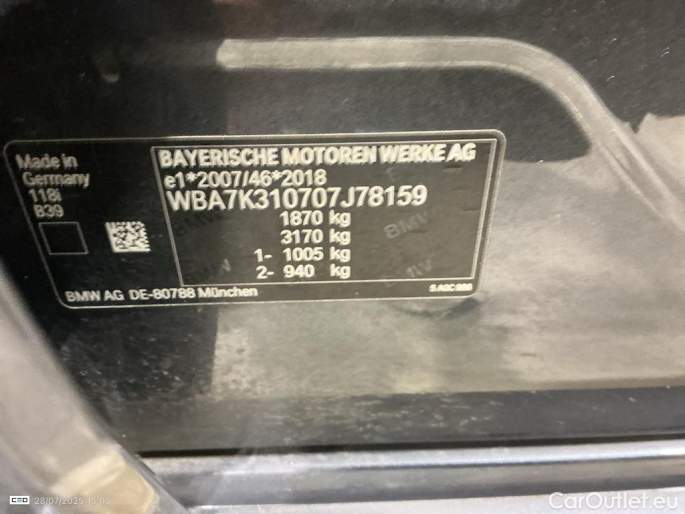 Made in
Germany
118i
B39
BAYERISCHE MOTOREN WERKE AG
e1*2007/46*2018
WBA7K310707J78159
1870 kg
3170 kg
1- 1005 kg
2- 940 kg
BMW AG DE-80788 München
CarOutlet.eu